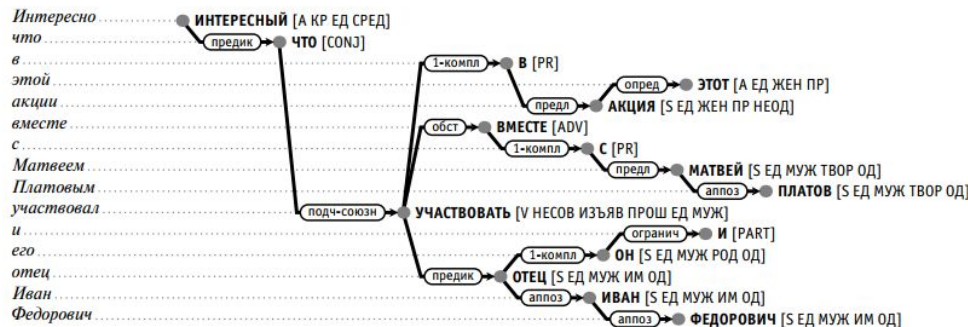 Интересно ИНТЕРЕСНЫЙ [A КР ЕД СРЕД]
что предик ЧТО [CONJ]
в 1-компл В [PR]
этой опред ЭТОТ [A ЕД ЖЕН ПР]
акции предл АКЦИЯ [S ЕД ЖЕН ПР НЕОД]
вместе обст ВМЕСТЕ [ADV]
с 1-компл С [PR]
Матвеем предл МАТВЕЙ [S ЕД МУЖ ТВОР ОД]
Платовым аппоз ПЛАТОВ [S ЕД МУЖ ТВОР ОД]
участвовал подч-союзн УЧАСТВОВАТЬ [V НЕСОВ ИЗЪЯВ ПРОШ ЕД МУЖ]
и огранич И [PART]
его 1-компл ОН [S ЕД МУЖ РОД ОД]
отец предик ОТЕЦ [S ЕД МУЖ ИМ ОД]
Иван аппоз ИВАН [S ЕД МУЖ ИМ ОД]
Федорович аппоз ФЕДОРОВИЧ [S ЕД МУЖ ИМ ОД]